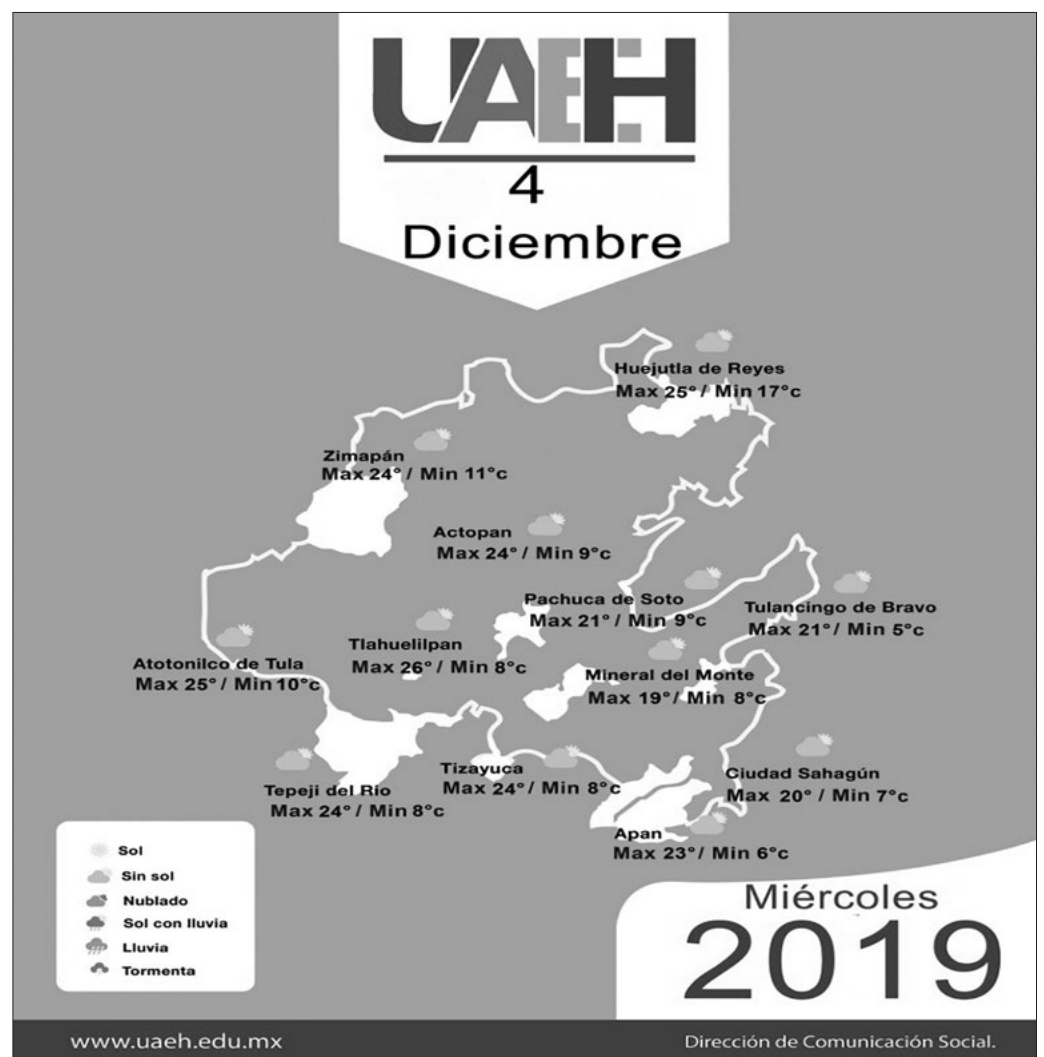 UAEH
4
Diciembre
Huejutla de Reyes
Max 25° / Min 17°c
Zimapán
Max 24° / Min 11°c
Actopan
Max 24° / Min 9°c
Pachuca de Soto
Max 21° / Min 9°c
Tulancingo de Bravo
Max 21° / Min 5°c
Tlahuelilpan
Max 26° / Min 8°c
Atotonilco de Tula
Max 25° / Min 10°c
Mineral del Monte
Max 19° / Min 8°c
Tepeji del Río
Max 24° / Min 8°c
Tizayuca
Max 24° / Min 8°c
Ciudad Sahagún
Max 20° / Min 7°c
Apan
Max 23° / Min 6°c
Sol
Sin sol
Nublado
Sol con lluvia
Lluvia
Tormenta
Miércoles
2019
www.uaeh.edu.mx
Dirección de Comunicación Social.